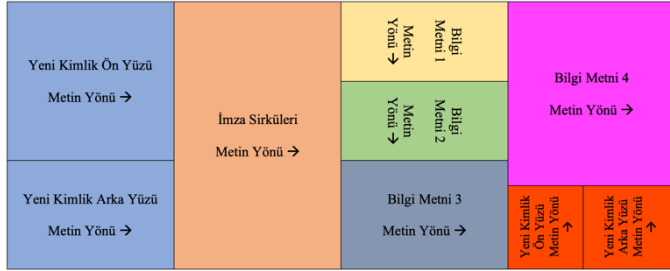 Yeni Kimlik Ön Yüzü
Metin Yönü →
Yeni Kimlik Arka Yüzü
Metin Yönü →
İmza Sirküleri
Metin Yönü →
Bilgi
Metni 1
Metin
Yönü →
Bilgi
Metni 2
Metin
Yönü →
Bilgi Metni 3
Metin Yönü →
Bilgi Metni 4
Metin Yönü →
Yeni Kimlik
Ön Yüzü
Metin Yönü
→
Yeni Kimlik
Arka Yüzü
Metin Yönü
→